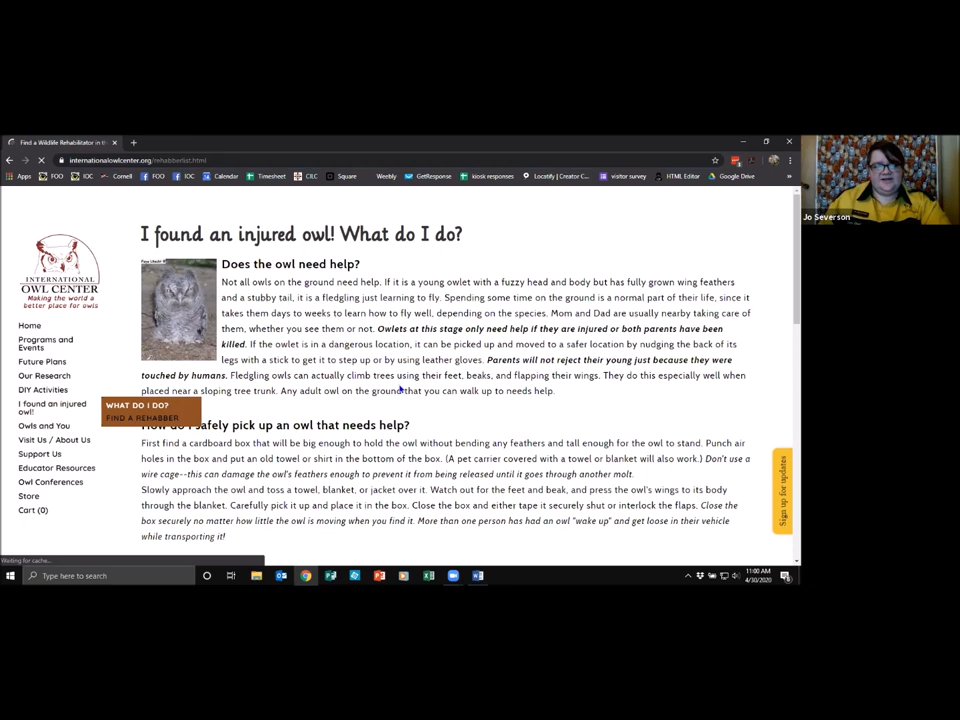 Find a Wildlife Rehabilitator in th
internationalowlcenter.org/rehabberlist.html
Apps FOO IOC Cornell FOO IOC Calendar Timesheet CILC Square Weekly GetResponse kiosk responses Locatify | Creator C... visitor survey HTML Editor Google Drive »
Jo Severson
INTERNATIONAL
OWL CENTER
Making the world a
better place for owls
Home
Programs and
Events
Future Plans
Our Research
DIY Activities
I found an injured
owl!
Owls and You
Visit Us / About Us
Support Us
Educator Resources
Owl Conferences
Store
Cart (0)
WHAT DO I DO?
FIND A REHABBER
I found an injured owl! What do I do?
Does the owl need help?
Not all owls on the ground need help. If it is a young owlet with a fuzzy head and body but has fully grown wing feathers
and a stubby tail, it is a fledgling just learning to fly. Spending some time on the ground is a normal part of their life, since it
takes them days to weeks to learn how to fly well, depending on the species. Mom and Dad are usually nearby taking care of
them, whether you see them or not. Owlets at this stage only need help if they are injured or both parents have been
killed. If the owlet is in a dangerous location, it can be picked up and moved to a safer location by nudging the back of its
legs with a stick to get it to step up or by using leather gloves. Parents will not reject their young just because they were
touched by humans. Fledgling owls can actually climb trees using their feet, beaks, and flapping their wings. They do this especially well when
placed near a sloping tree trunk. Any adult owl on the ground that you can walk up to needs help.
How do I safely pick up an owl that needs help?
First find a cardboard box that will be big enough to hold the owl without bending any feathers and tall enough for the owl to stand. Punch air
holes in the box and put an old towel or shirt in the bottom of the box. (A pet carrier covered with a towel or blanket will also work.) Don't use a
wire cage--this can damage the owl's feathers enough to prevent it from being released until it goes through another molt.
Slowly approach the owl and toss a towel, blanket, or jacket over it. Watch out for the feet and beak, and press the owl's wings to its body
through the blanket. Carefully pick it up and place it in the box. Close the box and either tape it securely shut or interlock the flaps. Close the
box securely no matter how little the owl is moving when you find it. More than one person has had an owl "wake up" and get loose in their vehicle
while transporting it!
Sign up for updates
Waiting for cache...
Type here to search
11:00 AM
4/30/2020